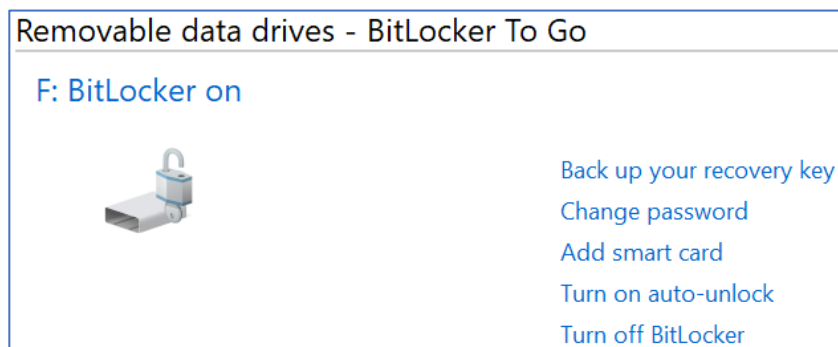 Removable data drives - BitLocker To Go
F: BitLocker on
Back up your recovery key
Change password
Add smart card
Turn on auto-unlock
Turn off BitLocker